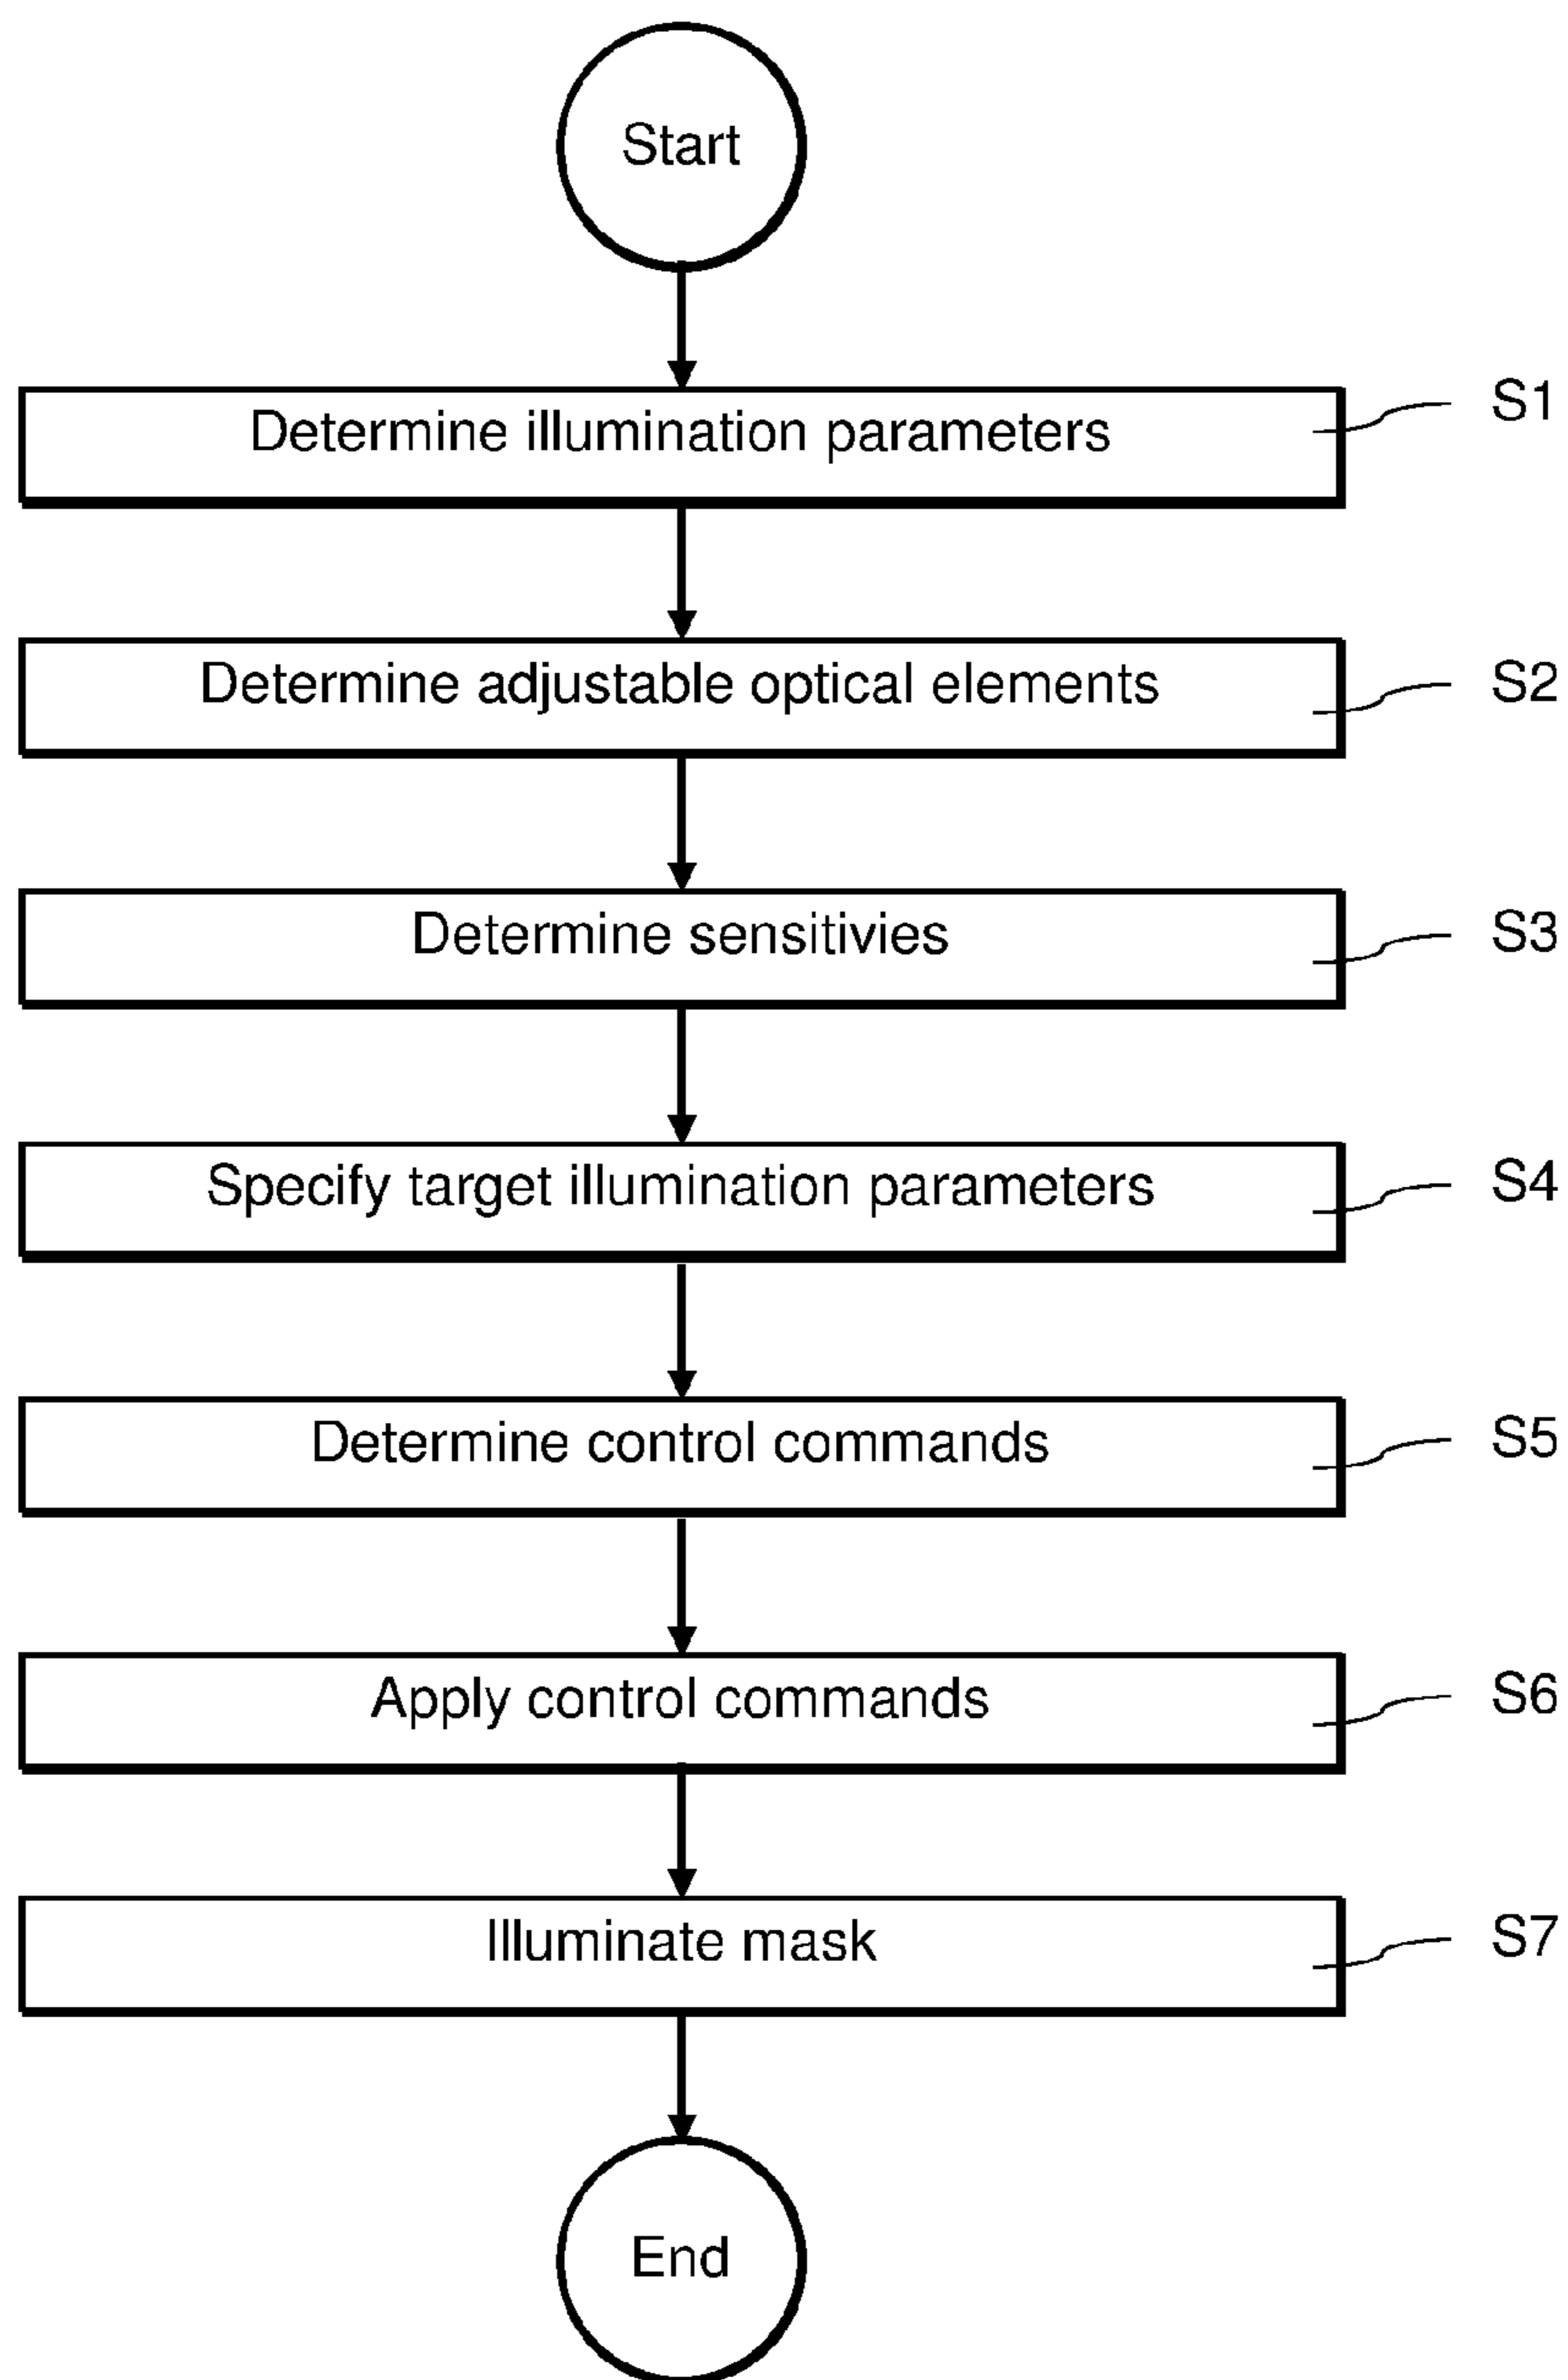 Start
Determine illumination parameters
S1
Determine adjustable optical elements
S2
Determine sensitivies
S3
Specify target illumination parameters
S4
Determine control commands
S5
Apply control commands
S6
Illuminate mask
S7
End